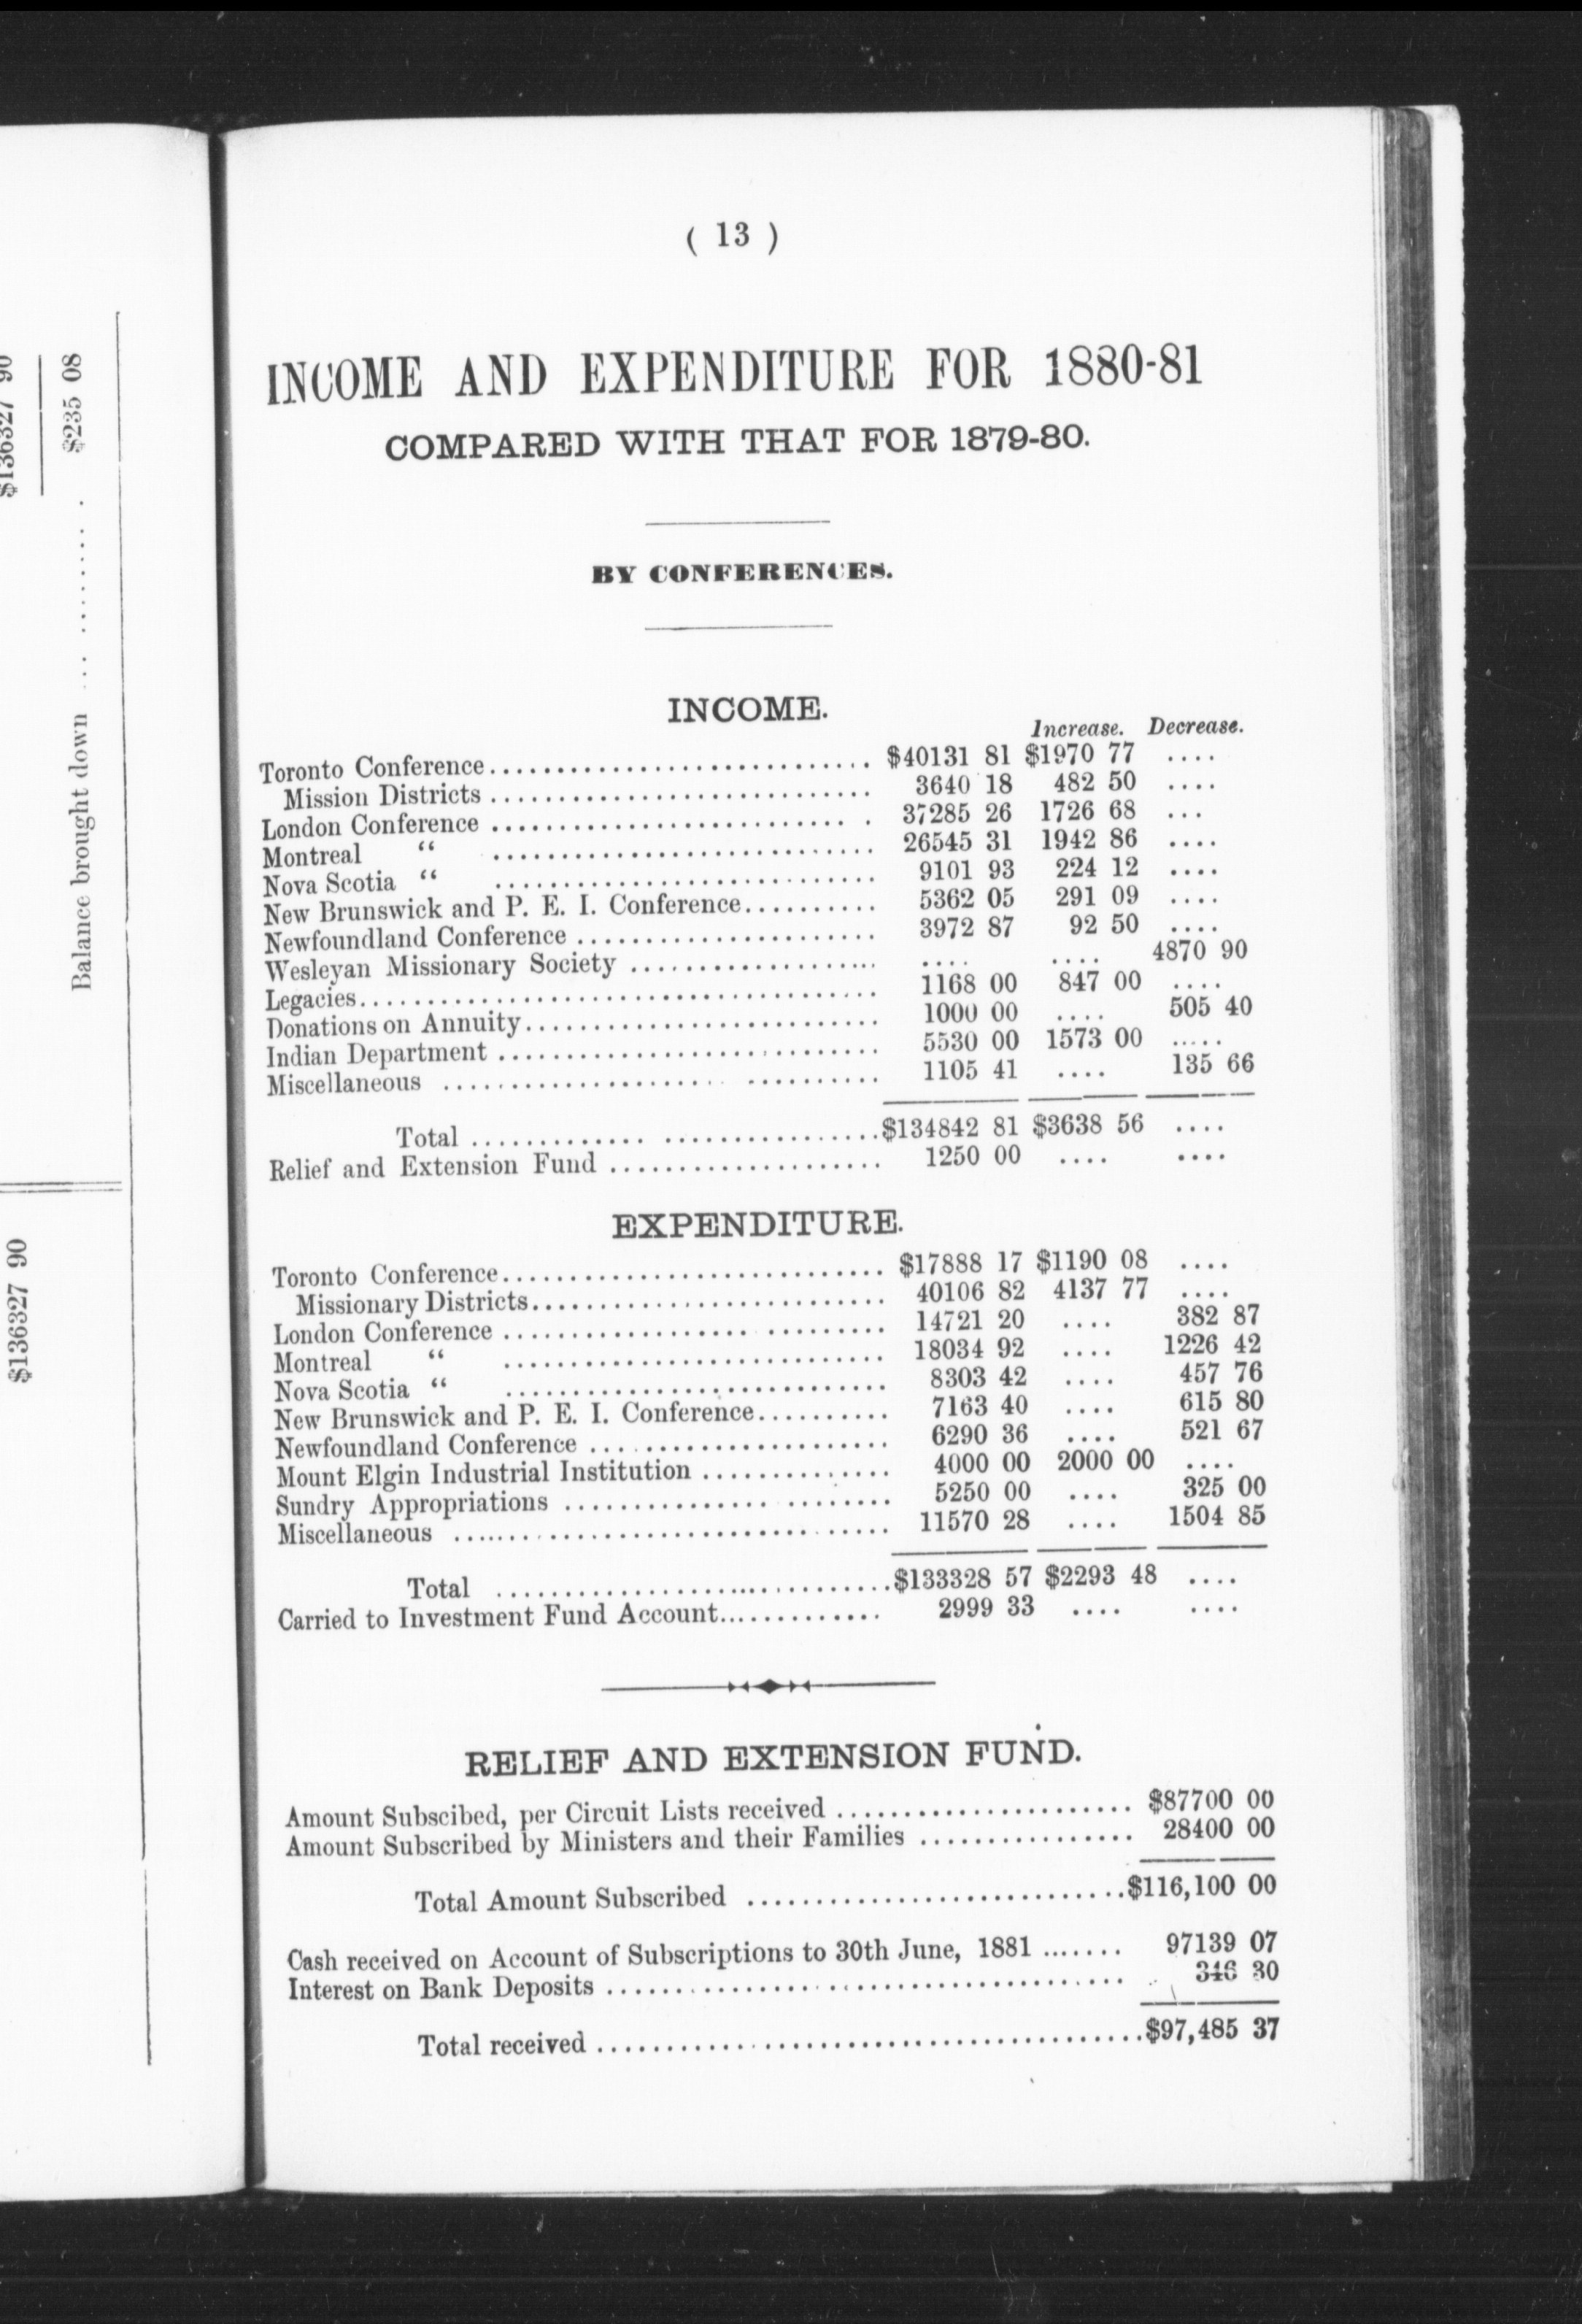 $136327 90
$235 08
Balance brought down ... ........ .
$136327 90
( 13 )
INCOME AND EXPENDITURE FOR 1880-81
COMPARED WITH THAT FOR 1879-80.
BY CONFERENCES.
INCOME.
Increase. Decrease.
Toronto Conference............................. $40131 81 $1970 77 ....
Mission Districts............................. 3640 18 482 50 ....
London Conference .......................... . 37285 26 1726 68 ...
Montreal “ ............................. 26545 31 1942 86 ....
Nova Scotia “ ............................. 9101 93 224 12 ....
New Brunswick and P. E. I. Conference.......... 5362 05 291 09 ....
Newfoundland Conference ....................... 3972 87 92 50 ....
Wesleyan Missionary Society ................... .... .... 4870 90
Legacies....................................... 1168 00 847 00 ....
Donations on Annuity........................... 1000 00 .... 505 40
Indian Department ............................. 5530 00 1573 00 .....
Miscellaneous ..................... .......... 1105 41 .... 135 66
Total ............. ................$134842 81 $3638 56 ....
Relief and Extension Fund ..................... 1250 00 .... ....
EXPENDITURE.
Toronto Conference............................. $17888 17 $1190 08 ....
Missionary Districts........................... 40106 82 4137 77 ....
London Conference ............................. 14721 20 .... 382 87
Montreal “ ............................. 18034 92 .... 1226 42
Nova Scotia “ ............................. 8303 42 .... 457 76
New Brunswick and P. E. I. Conference.......... 7163 40 .... 615 80
Newfoundland Conference ....................... 6290 36 .... 521 67
Mount Elgin Industrial Institution .............. 4000 00 2000 00 ....
Sundry Appropriations ............... ........ 5250 00 .... 325 00
Miscellaneous ................................. 11570 28 .... 1504 85
Total ..............................$133328 57 $2293 48 ....
Carried to Investment Fund Account............. 2999 33 .... ....
RELIEF AND EXTENSION FUND.
Amount Subscibed, per Circuit Lists received ...................... $87700 00
Amount Subscribed by Ministers and their Families ................ 28400 00
Total Amount Subscribed ............................$116,100 00
Cash received on Account of Subscriptions to 30th June, 1881 ....... 97139 07
Interest on Bank Deposits ....................................... 346 30
Total received .........................................$97,485 37